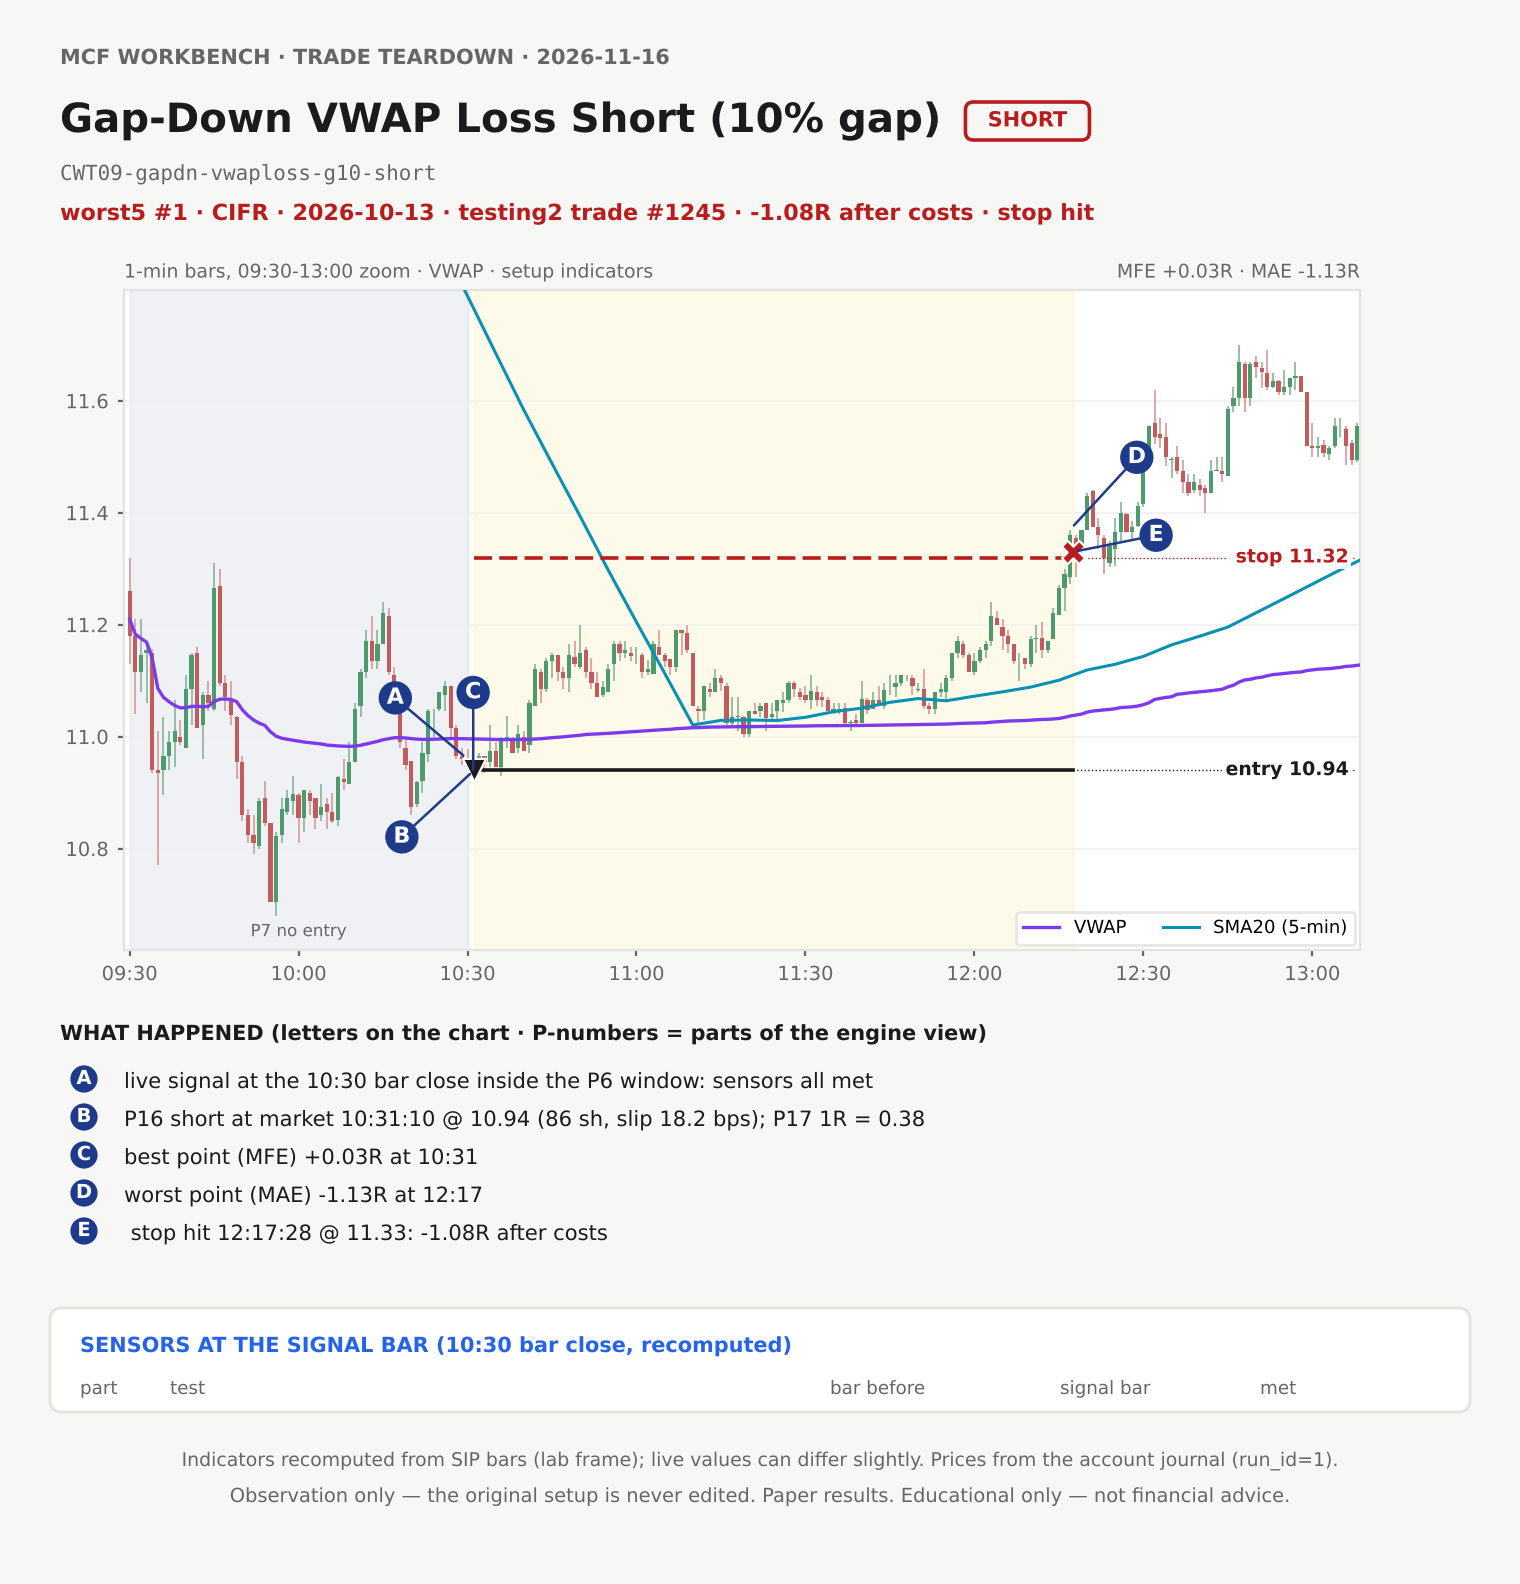 MCF WORKBENCH · TRADE TEARDOWN · 2026-11-16
Gap-Down VWAP Loss Short (10% gap) SHORT
CWT09-gapdn-vwaploss-g10-short
worst5 #1 · CIFR · 2026-10-13 · testing2 trade #1245 · -1.08R after costs · stop hit
1-min bars, 09:30-13:00 zoom · VWAP · setup indicators MFE +0.03R · MAE -1.13R
11.6
11.4
11.2
11.0
10.8
D
E
stop 11.32
A
C
B
entry 10.94
P7 no entry
VWAP SMA20 (5-min)
09:30 10:00 10:30 11:00 11:30 12:00 12:30 13:00
WHAT HAPPENED (letters on the chart · P-numbers = parts of the engine view)
A live signal at the 10:30 bar close inside the P6 window: sensors all met
B P16 short at market 10:31:10 @ 10.94 (86 sh, slip 18.2 bps); P17 1R = 0.38
C best point (MFE) +0.03R at 10:31
D worst point (MAE) -1.13R at 12:17
E stop hit 12:17:28 @ 11.33: -1.08R after costs
SENSORS AT THE SIGNAL BAR (10:30 bar close, recomputed)
part test bar before signal bar met
Indicators recomputed from SIP bars (lab frame); live values can differ slightly. Prices from the account journal (run_id=1).
Observation only — the original setup is never edited. Paper results. Educational only — not financial advice.